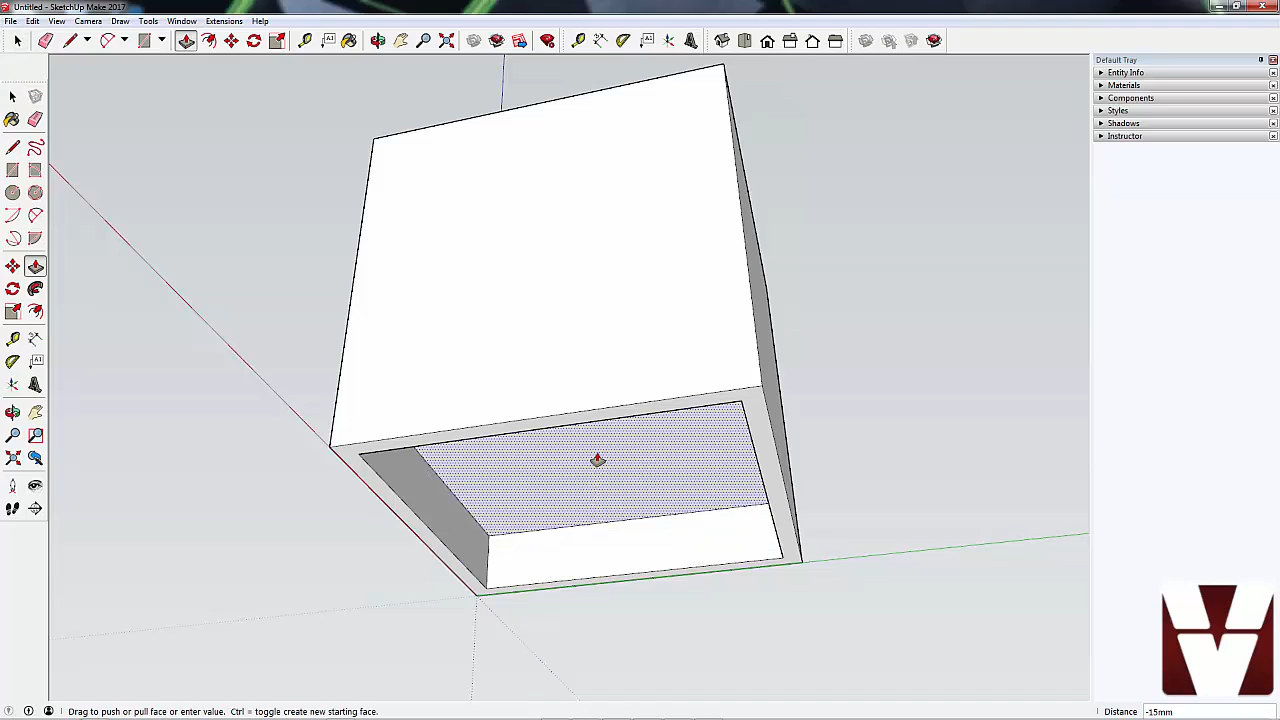 Untitled - SketchUp Make 2017
File Edit View Camera Draw Tools Window Extensions Help
Default Tray
Entity Info
Materials
Components
Styles
Shadows
Instructor
Drag to push or pull face or enter value. Ctrl = toggle create new starting face.
Distance -15mm